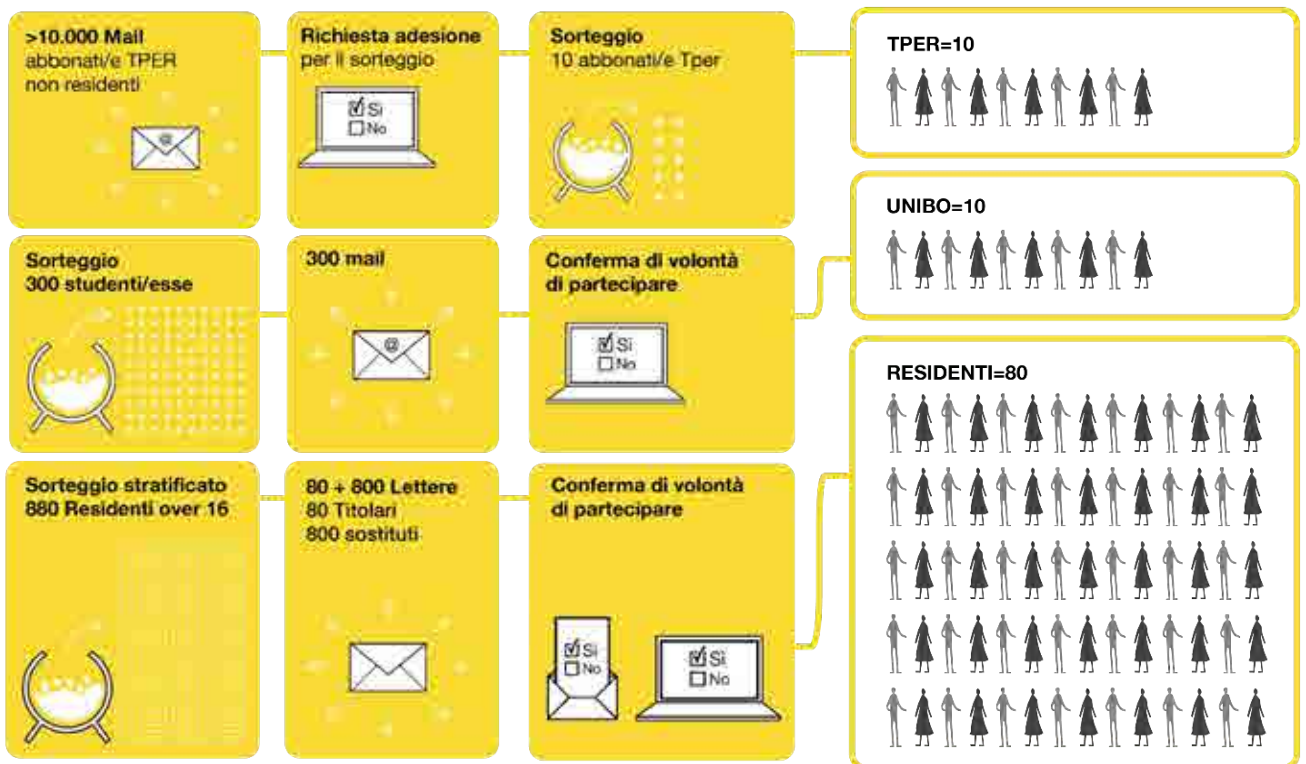 >10.000 Mail
abbonati/e TPER
non residenti
@
Richiesta adesione
per il sorteggio
Sì
No
Sorteggio
10 abbonati/e Tper
TPER=10
Sorteggio
300 studenti/esse
300 mail
@
Conferma di volontà
di partecipare
Sì
No
UNIBO=10
Sorteggio stratificato
880 Residenti over 16
80 + 800 Lettere
80 Titolari
800 sostituti
Conferma di volontà
di partecipare
Sì
No
Sì
No
RESIDENTI=80